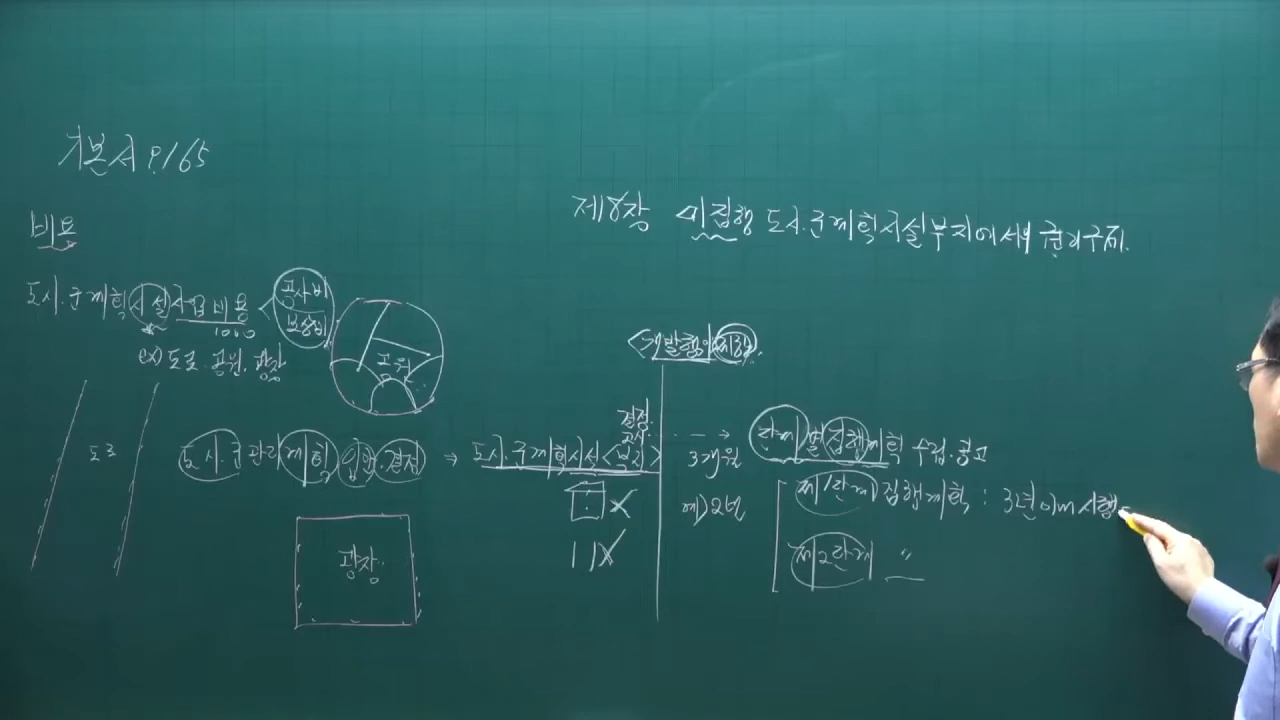 기본서 P.165
제8장 미집행 도시.군계획시설부지에서의 권리구제.
비용
도시.군계획시설사업비용 < 공사비
보상비
ex) 도로.공원.광장
공원
<개발행위제한>
도로
도시.군관리계획 입안.결정 → 도시.군계획시설<부지>
결정.
고시.
→
3개월
단계별집행계획 수립.공고
예)2년
제1단계 집행계획 : 3년이내 시행
제2단계 〃
광장